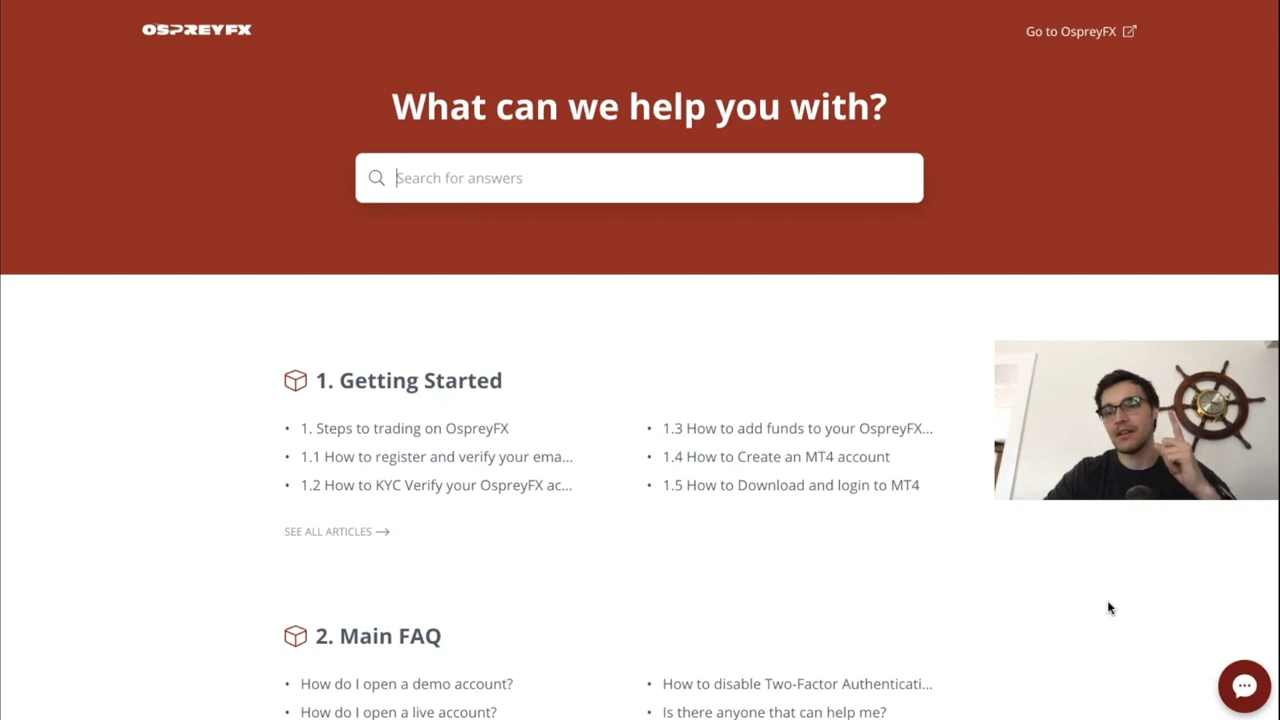 OSPREYFX
Go to OspreyFX
What can we help you with?
Search for answers
1. Getting Started
1. Steps to trading on OspreyFX
1.1 How to register and verify your ema...
1.2 How to KYC Verify your OspreyFX ac...
1.3 How to add funds to your OspreyFX...
1.4 How to Create an MT4 account
1.5 How to Download and login to MT4
SEE ALL ARTICLES
2. Main FAQ
How do I open a demo account?
How do I open a live account?
How to disable Two-Factor Authenticati...
Is there anyone that can help me?